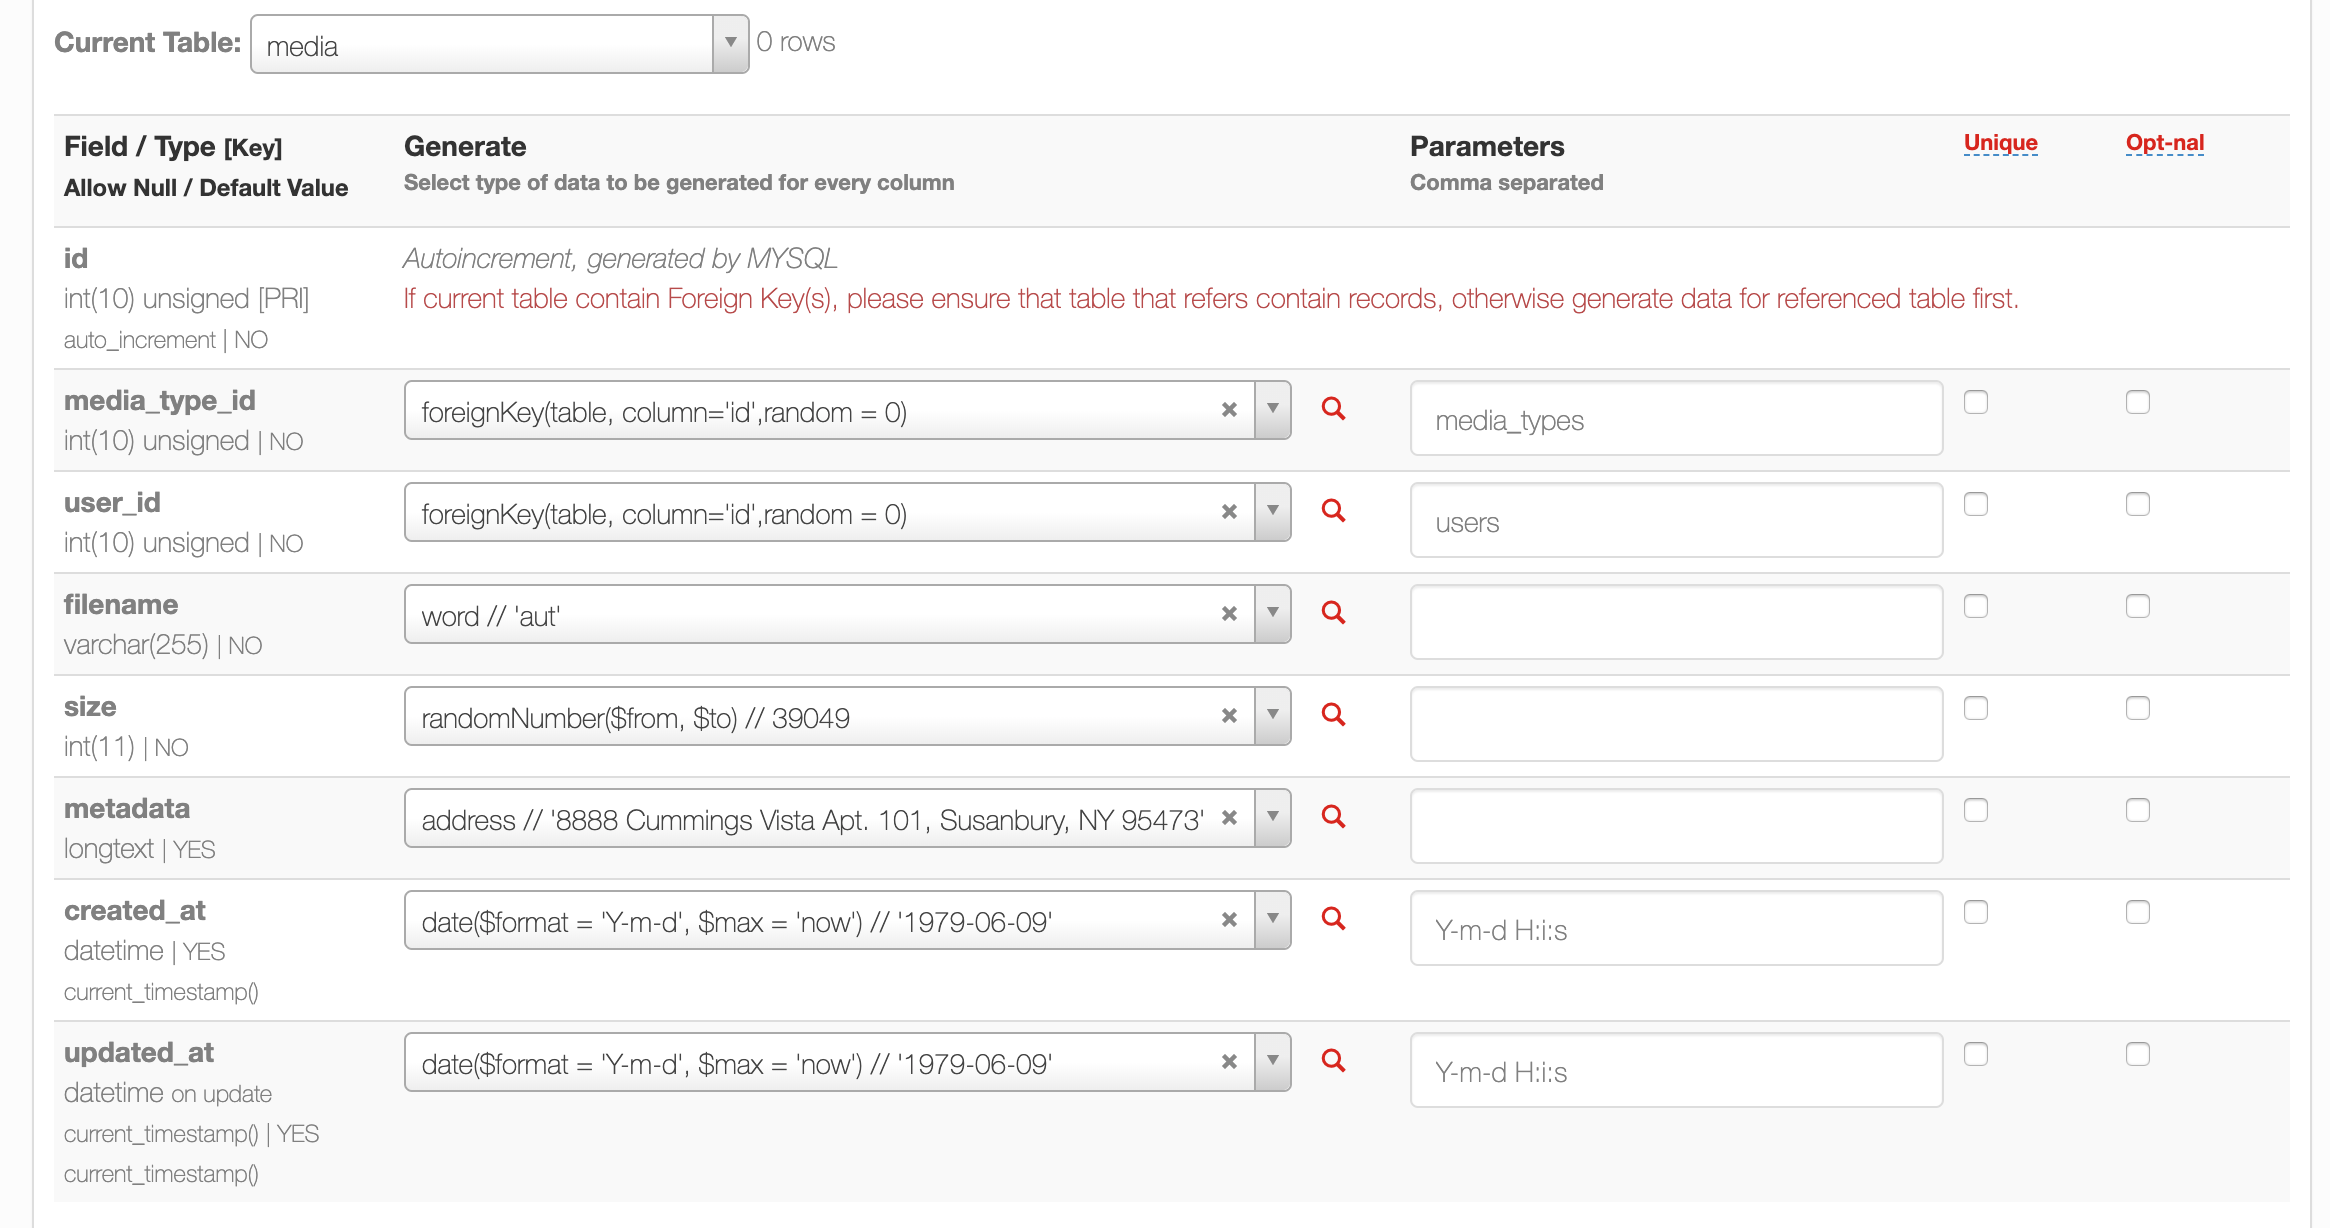 Current Table: media 0 rows
Field / Type [Key] Generate Parameters Unique Opt-nal
Allow Null / Default Value Select type of data to be generated for every column Comma separated
id Autoincrement, generated by MYSQL
int(10) unsigned [PRI] If current table contain Foreign Key(s), please ensure that table that refers contain records, otherwise generate data for referenced table first.
auto_increment | NO
media_type_id foreignKey(table, column='id',random = 0) media_types
int(10) unsigned | NO
user_id foreignKey(table, column='id',random = 0) users
int(10) unsigned | NO
filename word // 'aut'
varchar(255) | NO
size randomNumber($from, $to) // 39049
int(11) | NO
metadata address // '8888 Cummings Vista Apt. 101, Susanbury, NY 95473'
longtext | YES
created_at date($format = 'Y-m-d', $max = 'now') // '1979-06-09' Y-m-d H:i:s
datetime | YES
current_timestamp()
updated_at date($format = 'Y-m-d', $max = 'now') // '1979-06-09' Y-m-d H:i:s
datetime on update
current_timestamp() | YES
current_timestamp()